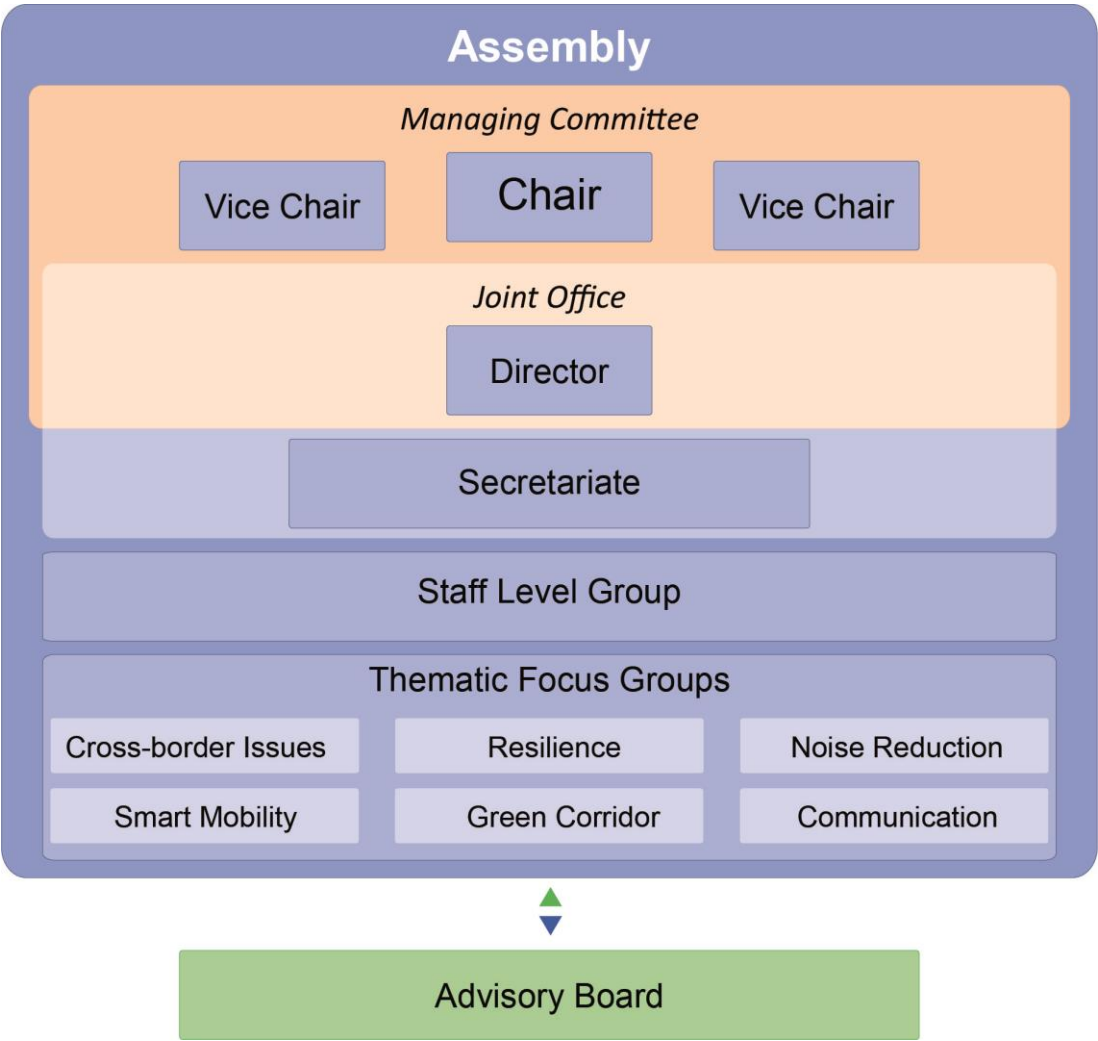 Assembly
Managing Committee
Vice Chair
Chair
Vice Chair
Joint Office
Director
Secretariate
Staff Level Group
Thematic Focus Groups
Cross-border Issues
Resilience
Noise Reduction
Smart Mobility
Green Corridor
Communication
Advisory Board